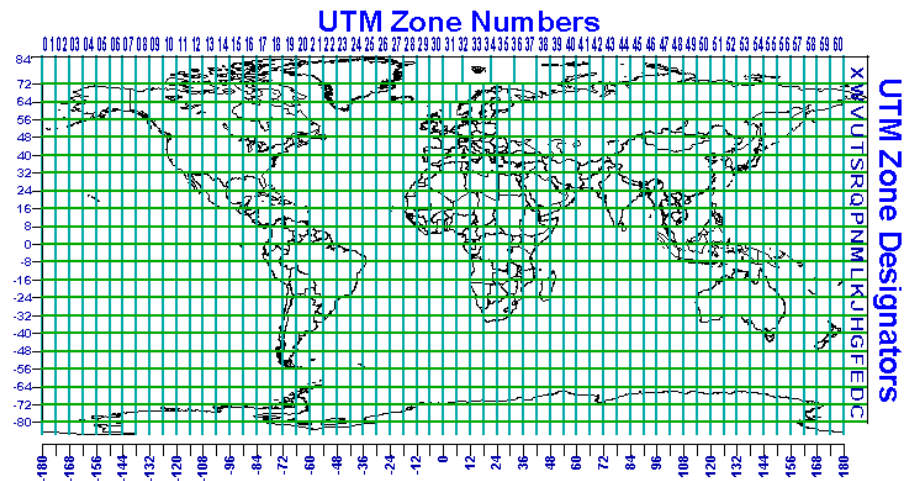 UTM Zone Numbers
01 02 03 04 05 06 07 08 09 10 11 12 13 14 15 16 17 18 19 20 21 22 23 24 25 26 27 28 29 30 31 32 33 34 35 36 37 38 39 40 41 42 43 44 45 46 47 48 49 50 51 52 53 54 55 56 57 58 59 60
84
72
64
56
48
40
32
24
16
8
0
-8
-16
-24
-32
-40
-48
-56
-64
-72
-80
X
W
V
U
T
S
R
Q
P
N
M
L
K
J
H
G
F
E
D
C
UTM Zone Designators
-180 -168 -156 -144 -132 -120 -108 -96 -84 -72 -60 -48 -36 -24 -12 0 12 24 36 48 60 72 84 96 108 120 132 144 156 168 180